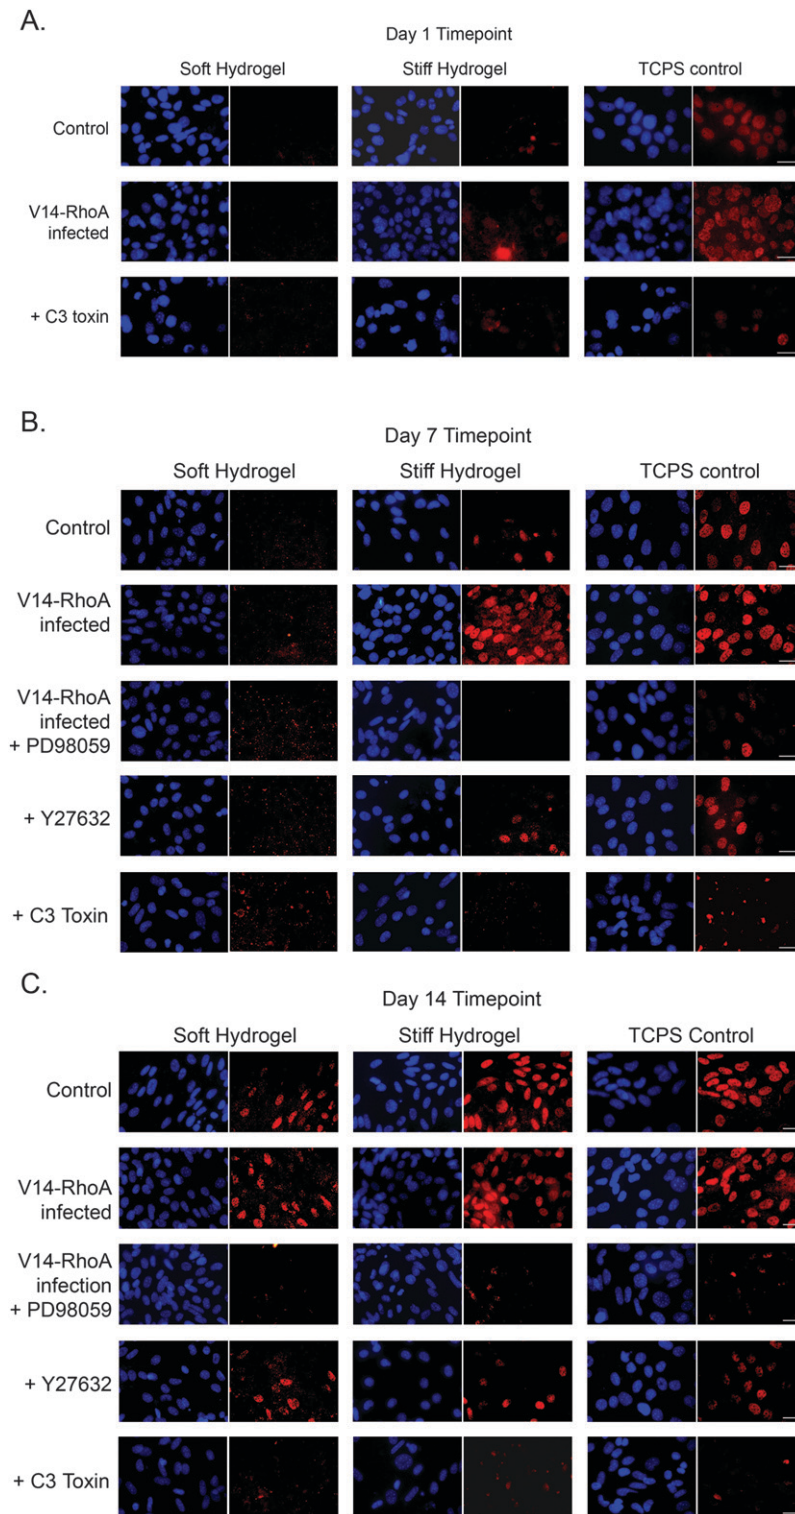 A.
Day 1 Timepoint
Soft Hydrogel Stiff Hydrogel TCPS control
Control
V14-RhoA
infected
+ C3 toxin
B.
Day 7 Timepoint
Soft Hydrogel Stiff Hydrogel TCPS control
Control
V14-RhoA
infected
V14-RhoA
infected
+ PD98059
+ Y27632
+ C3 Toxin
C.
Day 14 Timepoint
Soft Hydrogel Stiff Hydrogel TCPS Control
Control
V14-RhoA
infected
V14-RhoA
infection
+ PD98059
+ Y27632
+ C3 Toxin